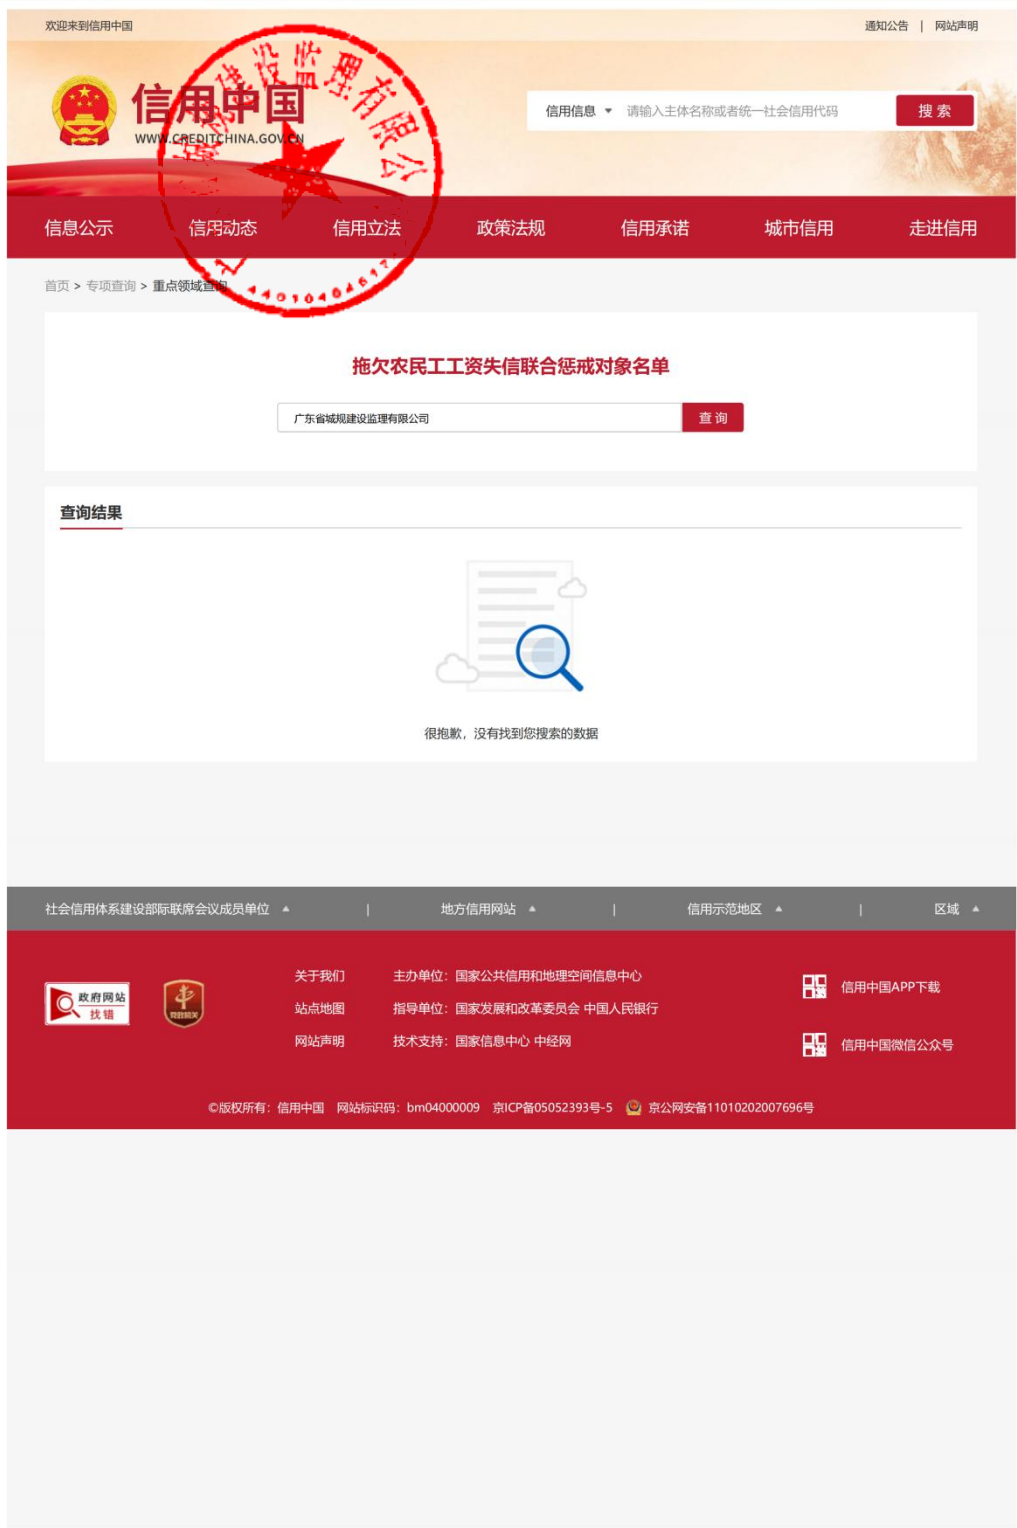 欢迎来到信用中国
通知公告 | 网站声明
信用中国
WWW.CREDITCHINA.GOV.CN
信用信息 请输入主体名称或者统一社会信用代码 搜索
建设监理有限公
信息公示 信用动态 信用立法 政策法规 信用承诺 城市信用 走进信用
首页 > 专项查询 > 重点领域查询
拖欠农民工工资失信联合惩戒对象名单
广东省城规建设监理有限公司 查询
查询结果
很抱歉，没有找到您搜索的数据
社会信用体系建设部际联席会议成员单位 | 地方信用网站 | 信用示范地区 | 区域
政府网站
找错
党政机关
关于我们 主办单位：国家公共信用和地理空间信息中心
站点地图 指导单位：国家发展和改革委员会 中国人民银行
网站声明 技术支持：国家信息中心 中经网
信用中国APP下载
信用中国微信公众号
©版权所有：信用中国 网站标识码：bm04000009 京ICP备05052393号-5 京公网安备11010202007696号